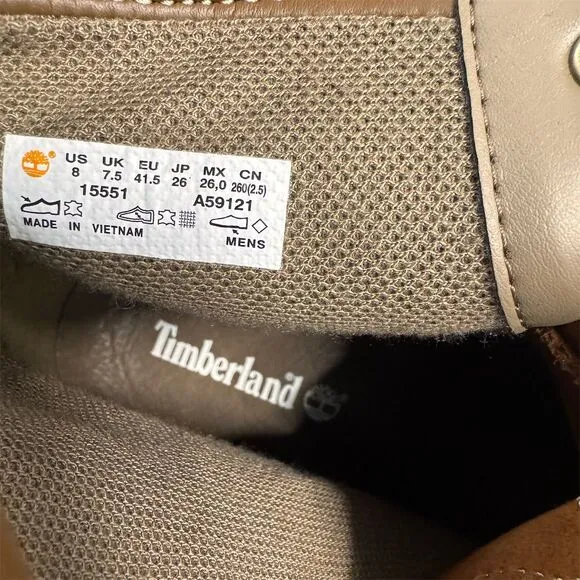 US UK EU JP MX CN
8 7.5 41.5 26 26,0 260(2.5)
15551 A59121
MADE IN VIETNAM MENS
Timberland